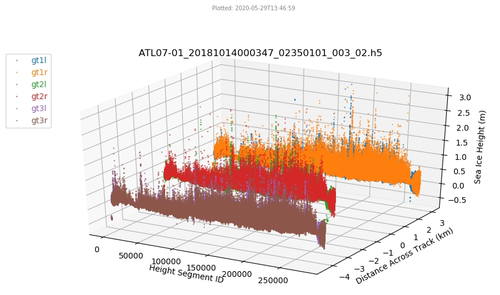 Plotted: 2020-05-29T13:46:59
ATL07-01_20181014000347_02350101_003_02.h5
gt1l
gt1r
gt2l
gt2r
gt3l
gt3r
3.0
2.5
2.0
1.5
1.0
0.5
0.0
−0.5
Sea Ice Height (m)
0
50000
100000
150000
200000
250000
Height Segment ID
−4
−3
−2
−1
0
1
2
3
Distance Across Track (km)